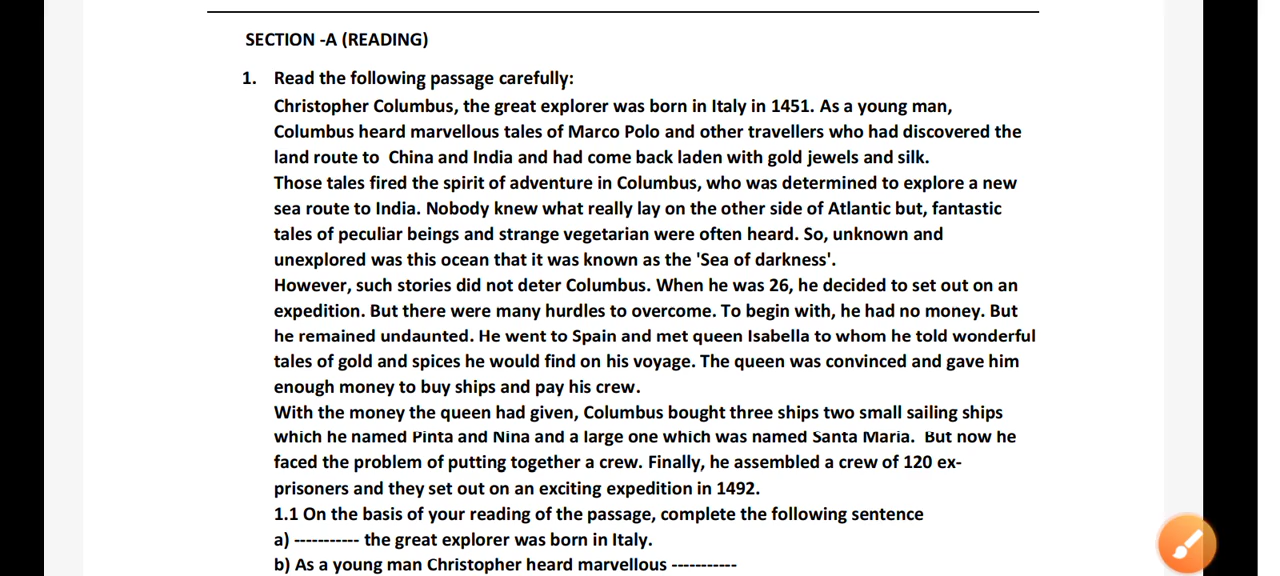 SECTION -A (READING)
1. Read the following passage carefully:
Christopher Columbus, the great explorer was born in Italy in 1451. As a young man,
Columbus heard marvellous tales of Marco Polo and other travellers who had discovered the
land route to China and India and had come back laden with gold jewels and silk.
Those tales fired the spirit of adventure in Columbus, who was determined to explore a new
sea route to India. Nobody knew what really lay on the other side of Atlantic but, fantastic
tales of peculiar beings and strange vegetarian were often heard. So, unknown and
unexplored was this ocean that it was known as the 'Sea of darkness'.
However, such stories did not deter Columbus. When he was 26, he decided to set out on an
expedition. But there were many hurdles to overcome. To begin with, he had no money. But
he remained undaunted. He went to Spain and met queen Isabella to whom he told wonderful
tales of gold and spices he would find on his voyage. The queen was convinced and gave him
enough money to buy ships and pay his crew.
With the money the queen had given, Columbus bought three ships two small sailing ships
which he named Pinta and Nina and a large one which was named Santa Maria. But now he
faced the problem of putting together a crew. Finally, he assembled a crew of 120 ex-
prisoners and they set out on an exciting expedition in 1492.
1.1 On the basis of your reading of the passage, complete the following sentence
a) ----------- the great explorer was born in Italy.
b) As a young man Christopher heard marvellous -----------